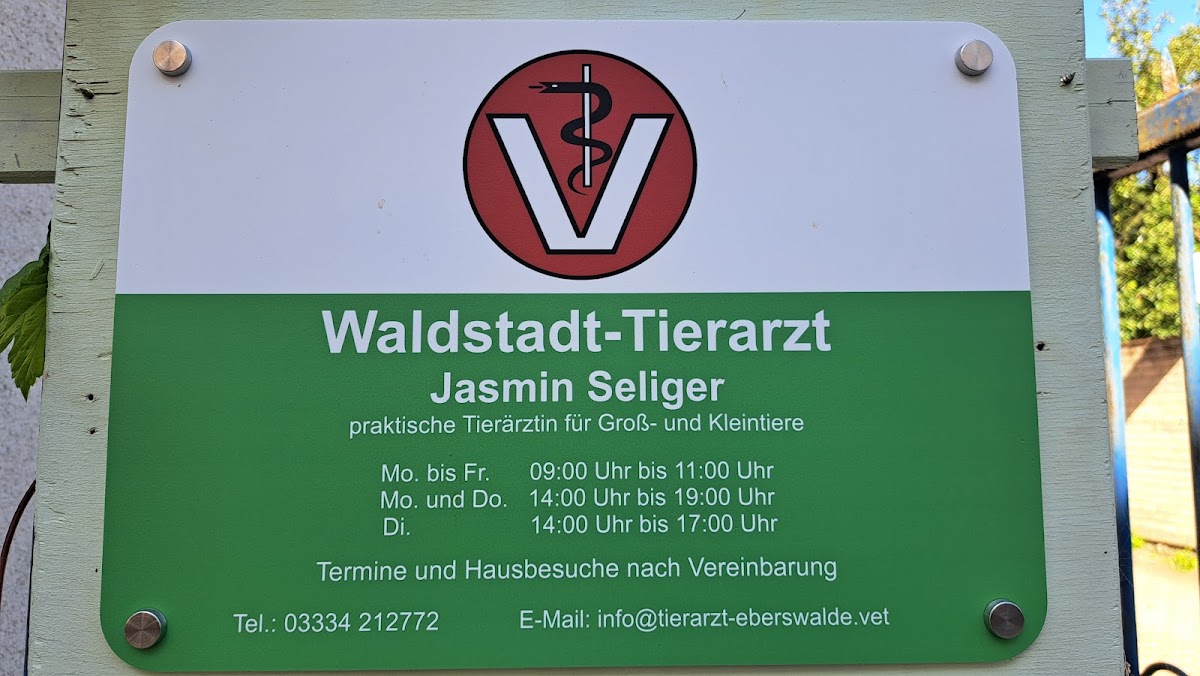 V
Waldstadt-Tierarzt
Jasmin Seliger
praktische Tierärztin für Groß- und Kleintiere
Mo. bis Fr. 09:00 Uhr bis 11:00 Uhr
Mo. und Do. 14:00 Uhr bis 19:00 Uhr
Di. 14:00 Uhr bis 17:00 Uhr
Termine und Hausbesuche nach Vereinbarung
Tel.: 03334 212772 E-Mail: info@tierarzt-eberswalde.vet